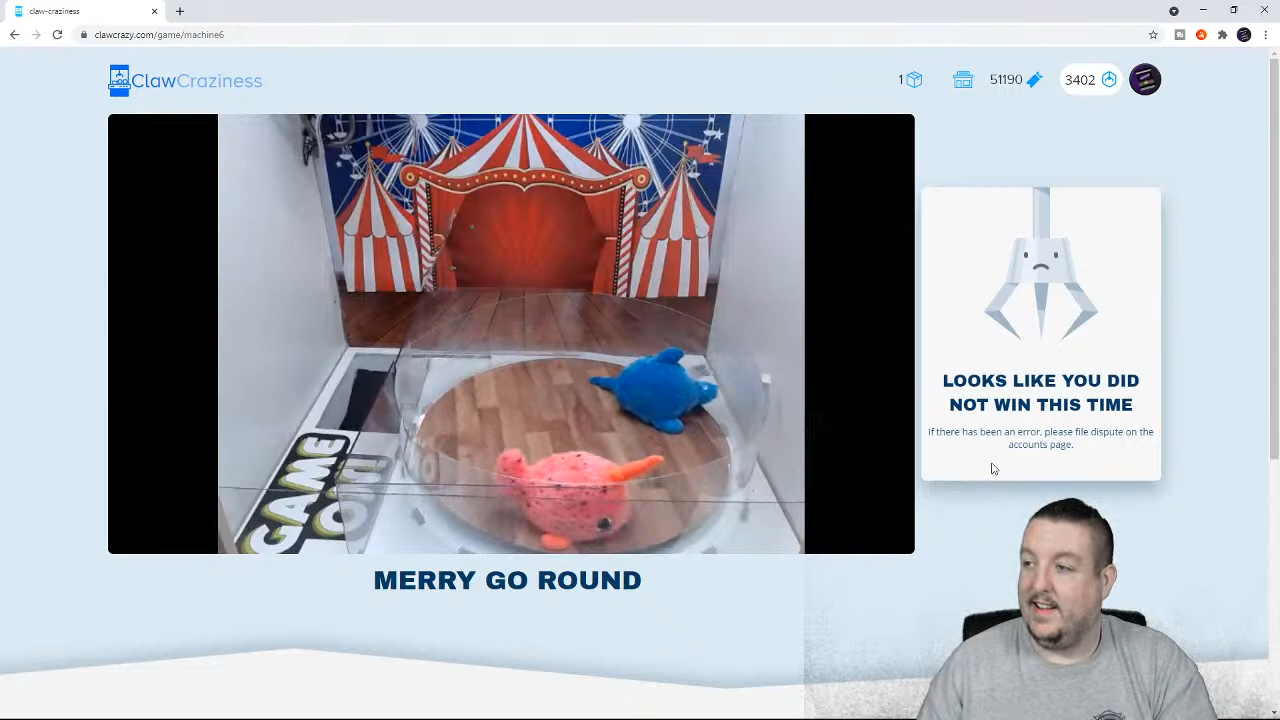 claw-craziness
clawcrazy.com/game/machine6
ClawCraziness
1
51190
3402
LOOKS LIKE YOU DID
NOT WIN THIS TIME
If there has been an error, please file dispute on the
accounts page.
GAME
ON!
MERRY GO ROUND